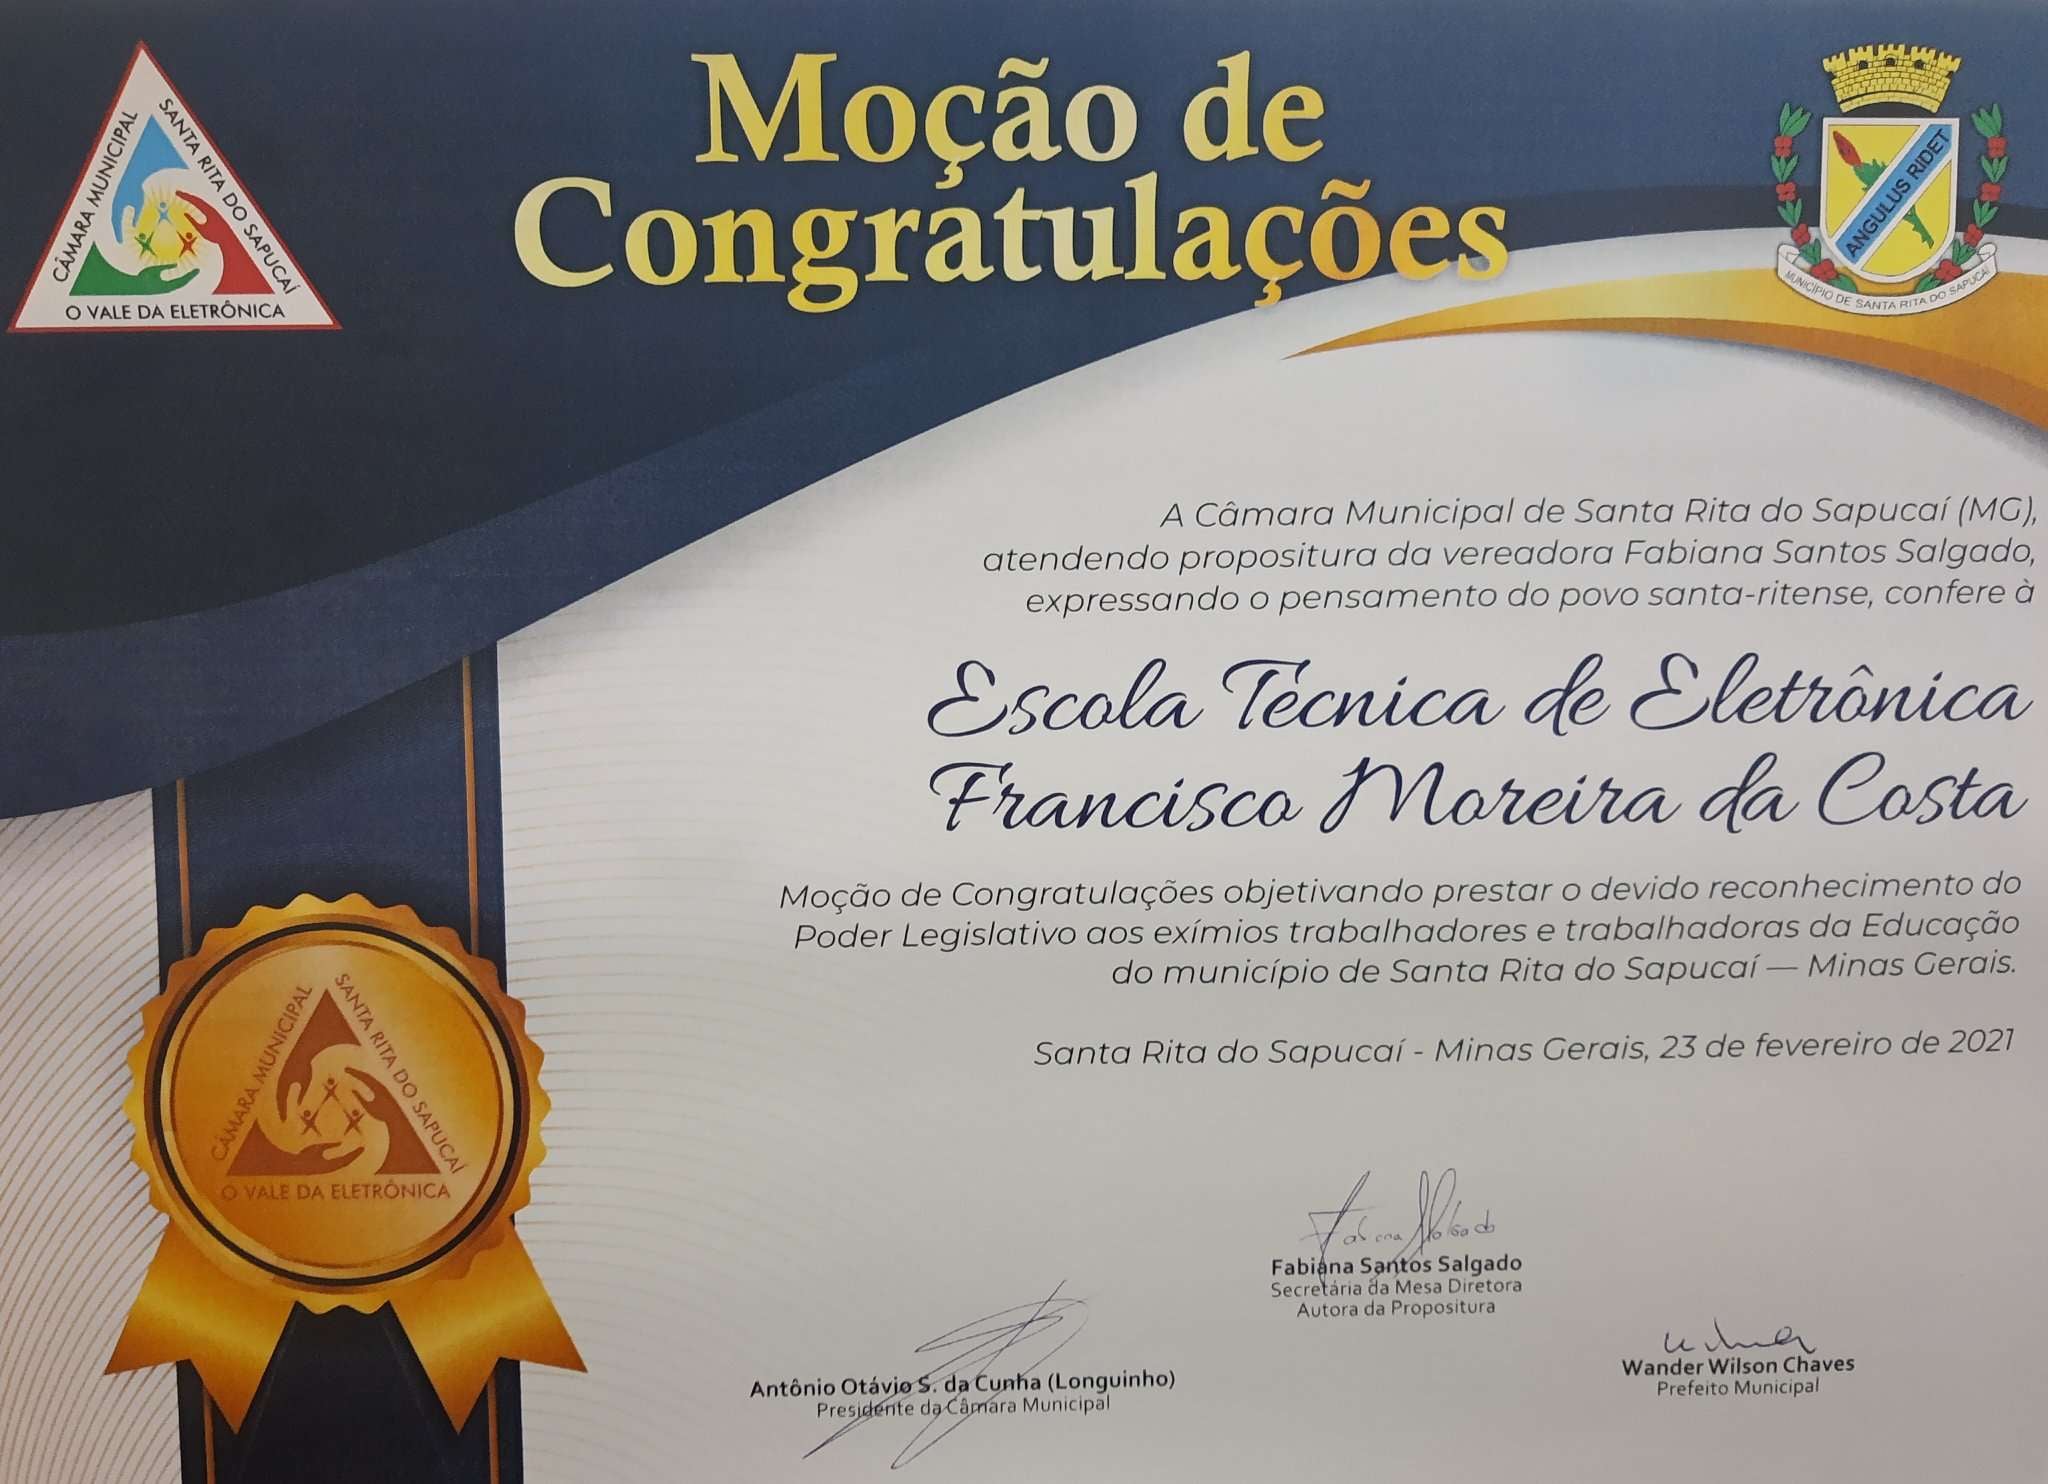 Moção de
Congratulações
CÂMARA MUNICIPAL
SANTA RITA DO SAPUCAÍ
O VALE DA ELETRÔNICA
ANGULUS RIDET
MUNICÍPIO DE SANTA RITA DO SAPUCAÍ
A Câmara Municipal de Santa Rita do Sapucaí (MG),
atendendo propositura da vereadora Fabiana Santos Salgado,
expressando o pensamento do povo santa-ritense, confere à
Escola Técnica de Eletrônica
Francisco Moreira da Costa
Moção de Congratulações objetivando prestar o devido reconhecimento do
Poder Legislativo aos exímios trabalhadores e trabalhadoras da Educação
do município de Santa Rita do Sapucaí — Minas Gerais.
Santa Rita do Sapucaí - Minas Gerais, 23 de fevereiro de 2021
CÂMARA MUNICIPAL
SANTA RITA DO SAPUCAÍ
O VALE DA ELETRÔNICA
Fabiana Salgado
Fabiana Santos Salgado
Secretária da Mesa Diretora
Autora da Propositura
Antônio Otávio S. da Cunha (Longuinho)
Presidente da Câmara Municipal
Wander Wilson Chaves
Prefeito Municipal